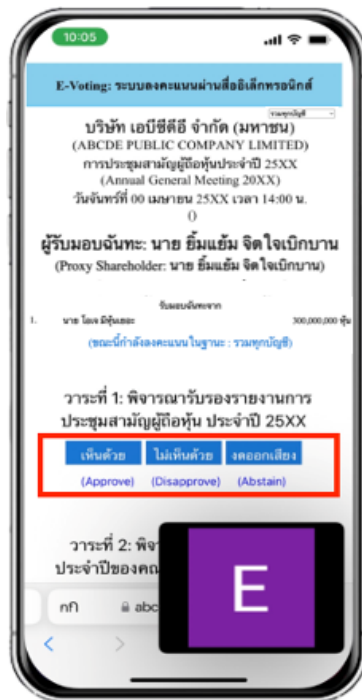 10:05
E-Voting: ระบบลงคะแนนผ่านสื่ออิเล็กทรอนิกส์
รวมทุกบัญชี
บริษัท เอบีซีดีอี จำกัด (มหาชน)
(ABCDE PUBLIC COMPANY LIMITED)
การประชุมสามัญผู้ถือหุ้นประจำปี 25XX
(Annual General Meeting 20XX)
วันจันทร์ที่ 00 เมษายน 25XX เวลา 14:00 น.
()
ผู้รับมอบฉันทะ: นาย ยิ้มแย้ม จิตใจเบิกบาน
(Proxy Shareholder: นาย ยิ้มแย้ม จิตใจเบิกบาน)
รับมอบฉันทะจาก
1. นาย โอเจ มีหุ้นเยอะ 300,000,000 หุ้น
(ขณะนี้กำลังลงคะแนนในฐานะ : รวมทุกบัญชี)
วาระที่ 1: พิจารณารับรองรายงานการ
ประชุมสามัญผู้ถือหุ้น ประจำปี 25XX
เห็นด้วย ไม่เห็นด้วย งดออกเสียง
(Approve) (Disapprove) (Abstain)
วาระที่ 2: พิจา
ประจำปีของคณ
E
กกึ abc